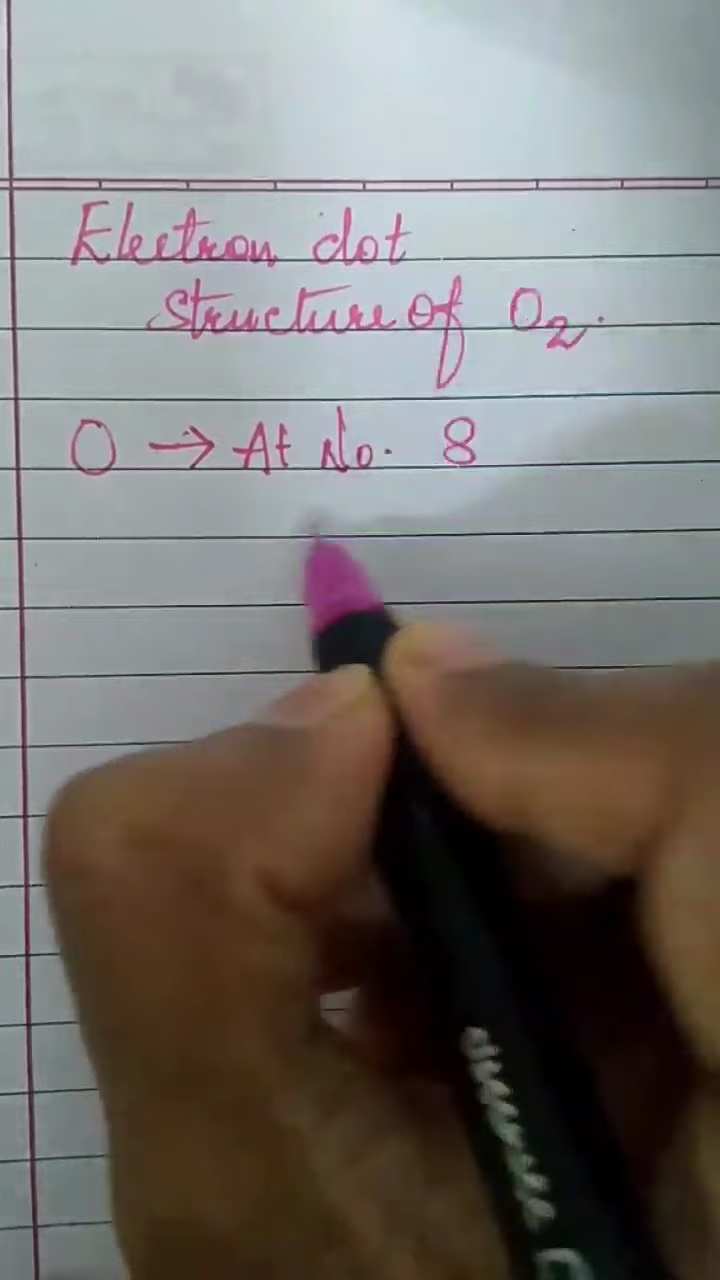 Electron dot
structure of O₂.
O → At No. 8